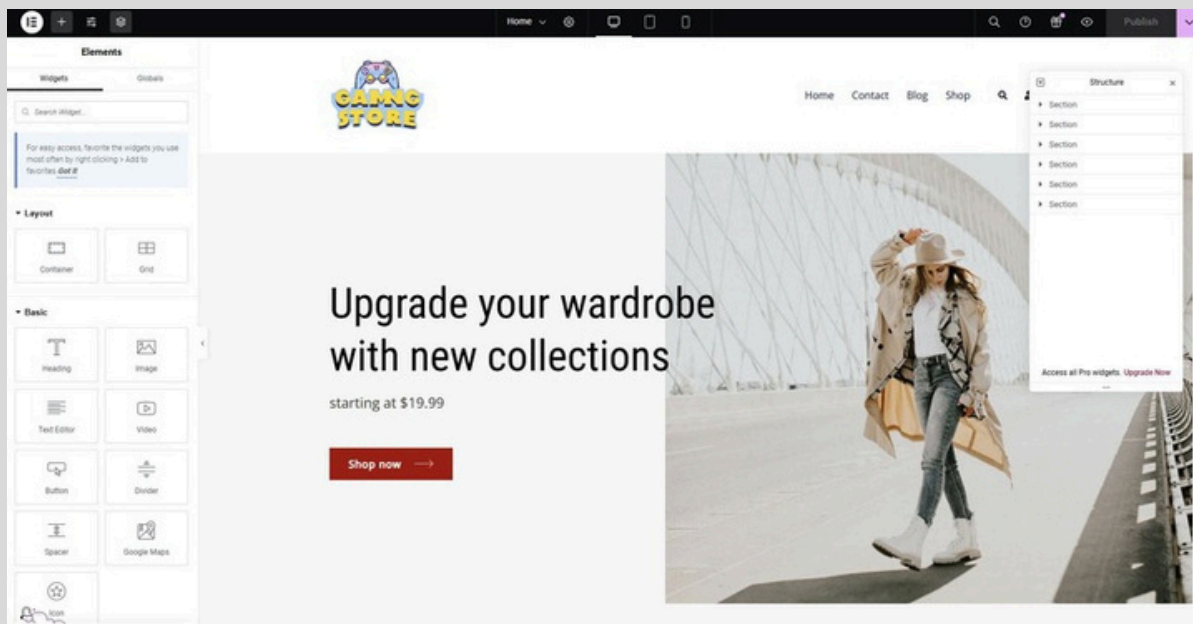 Home
Publish
Elements
Widgets
Globals
Search Widget...
For easy access, favorite the widgets you use
most often by right clicking > Add to
favorites. Got It
Layout
Container
Grid
Basic
Heading
Image
Text Editor
Video
Button
Divider
Spacer
Google Maps
Icon
GAMNG
STORE
Home
Contact
Blog
Shop
Upgrade your wardrobe
with new collections
starting at $19.99
Shop now
Structure
Section
Section
Section
Section
Section
Section
Access all Pro widgets. Upgrade Now